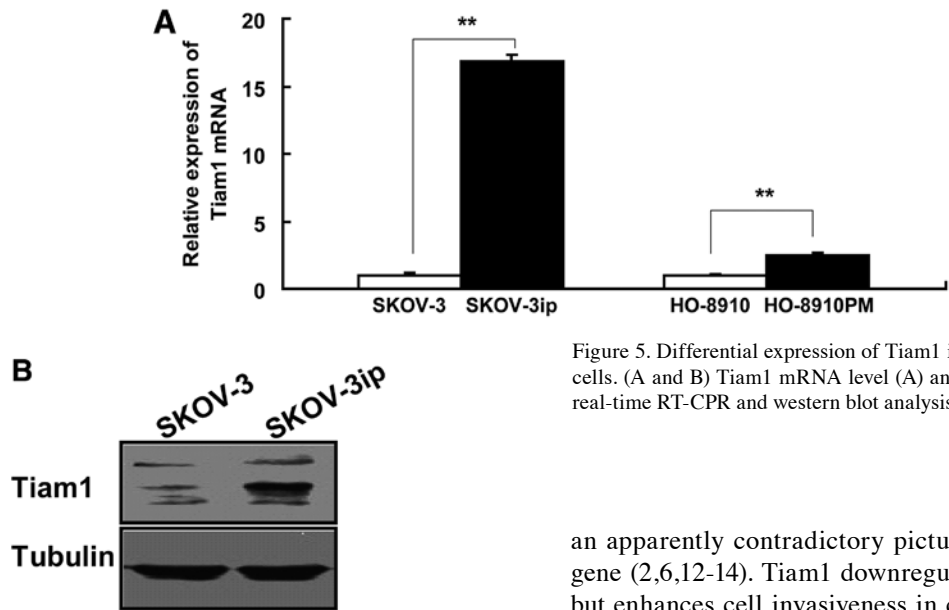 A
Relative expression of
Tiam1 mRNA
20
15
10
5
0
**
**
SKOV-3 SKOV-3ip HO-8910 HO-8910PM
Figure 5. Differential expression of Tiam1 i
cells. (A and B) Tiam1 mRNA level (A) an
real-time RT-CPR and western blot analysis
B
SKOV-3
SKOV-3ip
Tiam1
Tubulin
an apparently contradictory pictu
gene (2,6,12-14). Tiam1 downregu
but enhances cell invasiveness in